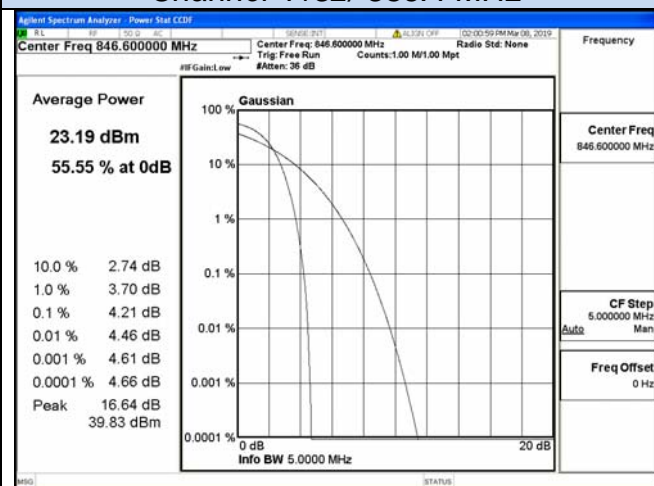 Agilent Spectrum Analyzer - Power Stat CCDF
RL RF 50 Ω AC SENSE:INT ALIGN OFF 02:00:59 PM Mar 08, 2019
Center Freq 846.600000 MHz
Center Freq: 846.600000 MHz Radio Std: None
Trig: Free Run Counts:1.00 M/1.00 Mpt
#IFGain:Low #Atten: 36 dB
Frequency
Average Power
23.19 dBm
55.55 % at 0dB
10.0 % 2.74 dB
1.0 % 3.70 dB
0.1 % 4.21 dB
0.01 % 4.46 dB
0.001 % 4.61 dB
0.0001 % 4.66 dB
Peak 16.64 dB
39.83 dBm
Gaussian
100 %
10 %
1 %
0.1 %
0.01 %
0.001 %
0.0001 %
0 dB 20 dB
Info BW 5.0000 MHz
Center Freq
846.600000 MHz
CF Step
5.000000 MHz
Auto Man
Freq Offset
0 Hz
MSG STATUS